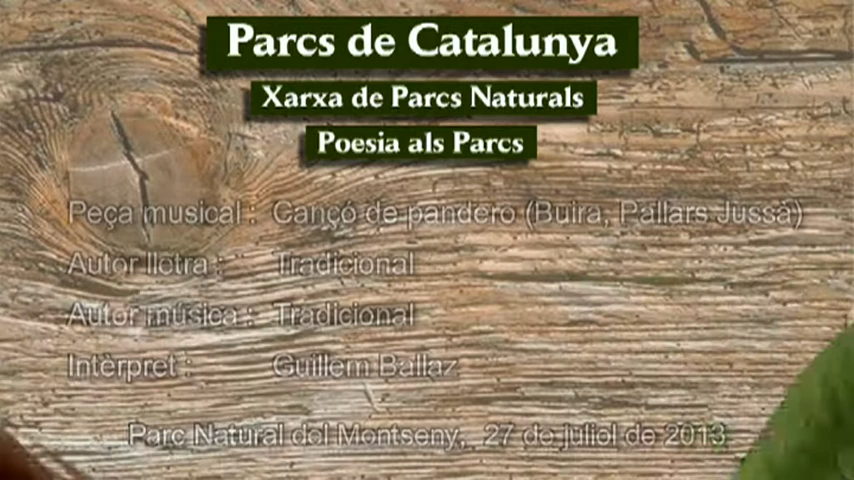 Parcs de Catalunya
Xarxa de Parcs Naturals
Poesia als Parcs
Peça musical : Cançó de pandero (Buira, Pallars Jussà)
Autor lletra : Tradicional
Autor música : Tradicional
Intèrpret : Guillem Ballaz
Parc Natural del Montseny, 27 de juliol de 2013